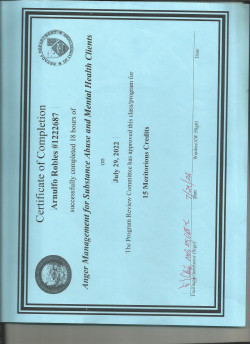 Certificate of Completion
Arnulfo Robles #1222687
successfully completed 18 hours of
Anger Management for Substance Abuse and Mental Health Clients
on
July 29, 2022
The Program Review Committee has approved this class/program for
15 Meritorious Credits
Date
Date